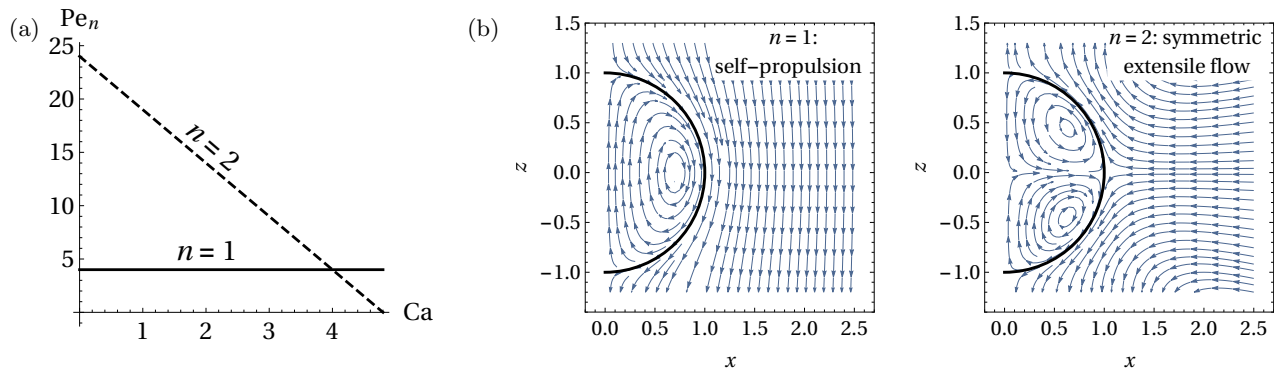 (a)
Pe_n
25
20
15
10
5
n = 2
n = 1
1 2 3 4
Ca
(b)
n = 1:
self−propulsion
1.5
1.0
0.5
0.0
−0.5
−1.0
z
0.0 0.5 1.0 1.5 2.0 2.5
x
n = 2: symmetric
extensile flow
1.5
1.0
0.5
0.0
−0.5
−1.0
z
0.0 0.5 1.0 1.5 2.0 2.5
x